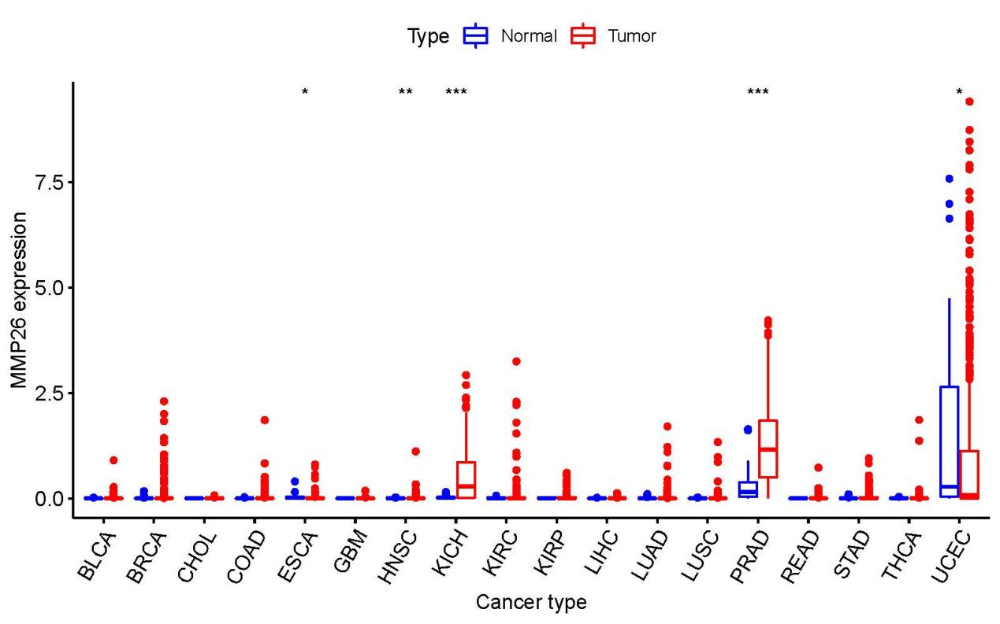 Type Normal Tumor
* ** *** *** *
7.5
5.0
2.5
0.0
MMP26 expression
BLCA BRCA CHOL COAD ESCA GBM HNSC KICH KIRC KIRP LIHC LUAD LUSC PRAD READ STAD THCA UCEC
Cancer type